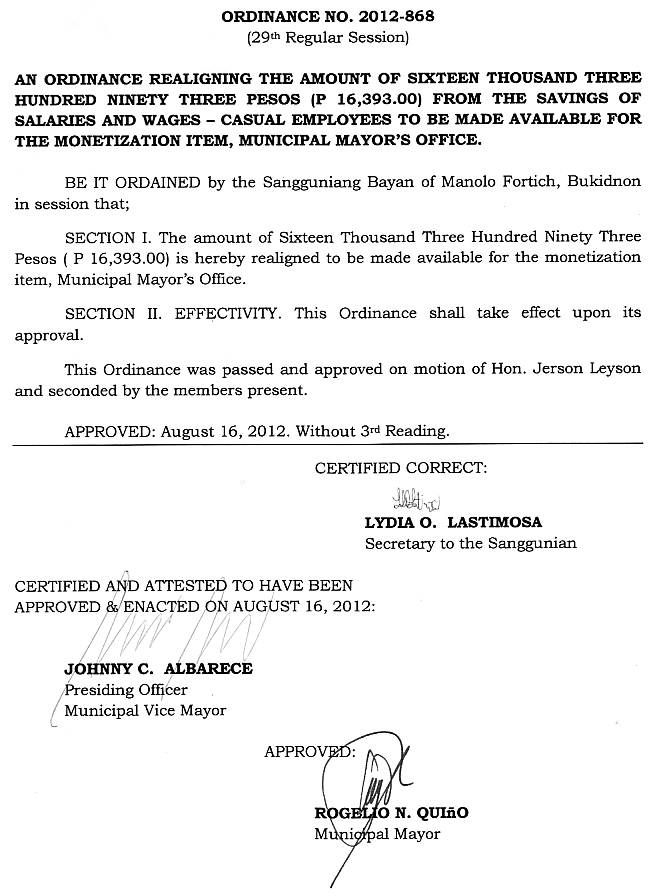 ORDINANCE NO. 2012-868
(29th Regular Session)
AN ORDINANCE REALIGNING THE AMOUNT OF SIXTEEN THOUSAND THREE
HUNDRED NINETY THREE PESOS (P 16,393.00) FROM THE SAVINGS OF
SALARIES AND WAGES – CASUAL EMPLOYEES TO BE MADE AVAILABLE FOR
THE MONETIZATION ITEM, MUNICIPAL MAYOR'S OFFICE.
BE IT ORDAINED by the Sangguniang Bayan of Manolo Fortich, Bukidnon
in session that;
SECTION I. The amount of Sixteen Thousand Three Hundred Ninety Three
Pesos ( P 16,393.00) is hereby realigned to be made available for the monetization
item, Municipal Mayor's Office.
SECTION II. EFFECTIVITY. This Ordinance shall take effect upon its
approval.
This Ordinance was passed and approved on motion of Hon. Jerson Leyson
and seconded by the members present.
APPROVED: August 16, 2012. Without 3rd Reading.
CERTIFIED CORRECT:
LYDIA O. LASTIMOSA
Secretary to the Sanggunian
CERTIFIED AND ATTESTED TO HAVE BEEN
APPROVED & ENACTED ON AUGUST 16, 2012:
JOHNNY C. ALBARECE
Presiding Officer
Municipal Vice Mayor
APPROVED:
ROGELIO N. QUIñO
Municipal Mayor